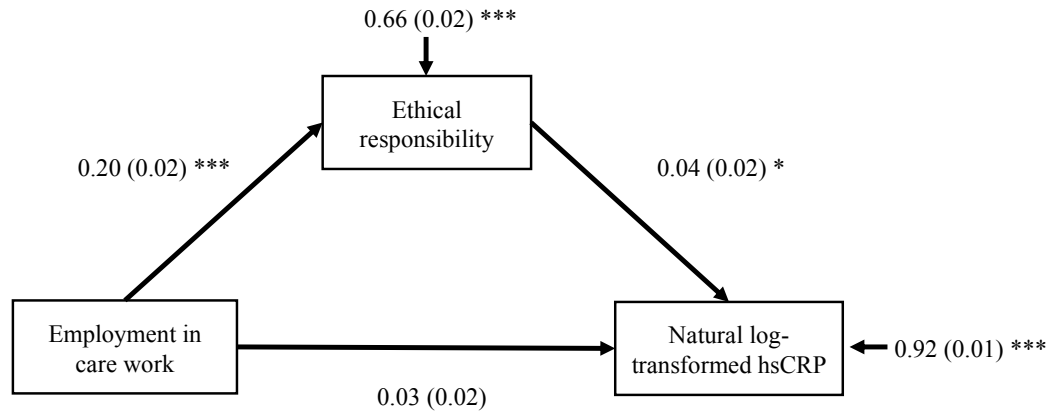 0.66 (0.02) ***
Ethical
responsibility
0.20 (0.02) ***
0.04 (0.02) *
Employment in
care work
Natural log-
transformed hsCRP
0.92 (0.01) ***
0.03 (0.02)